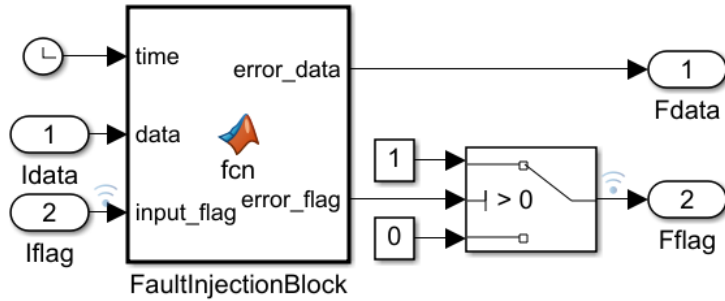 time
error_data
1
Fdata
1
data
Idata
fcn
1
2
input_flag
error_flag
> 0
2
Iflag
0
Fflag
FaultInjectionBlock